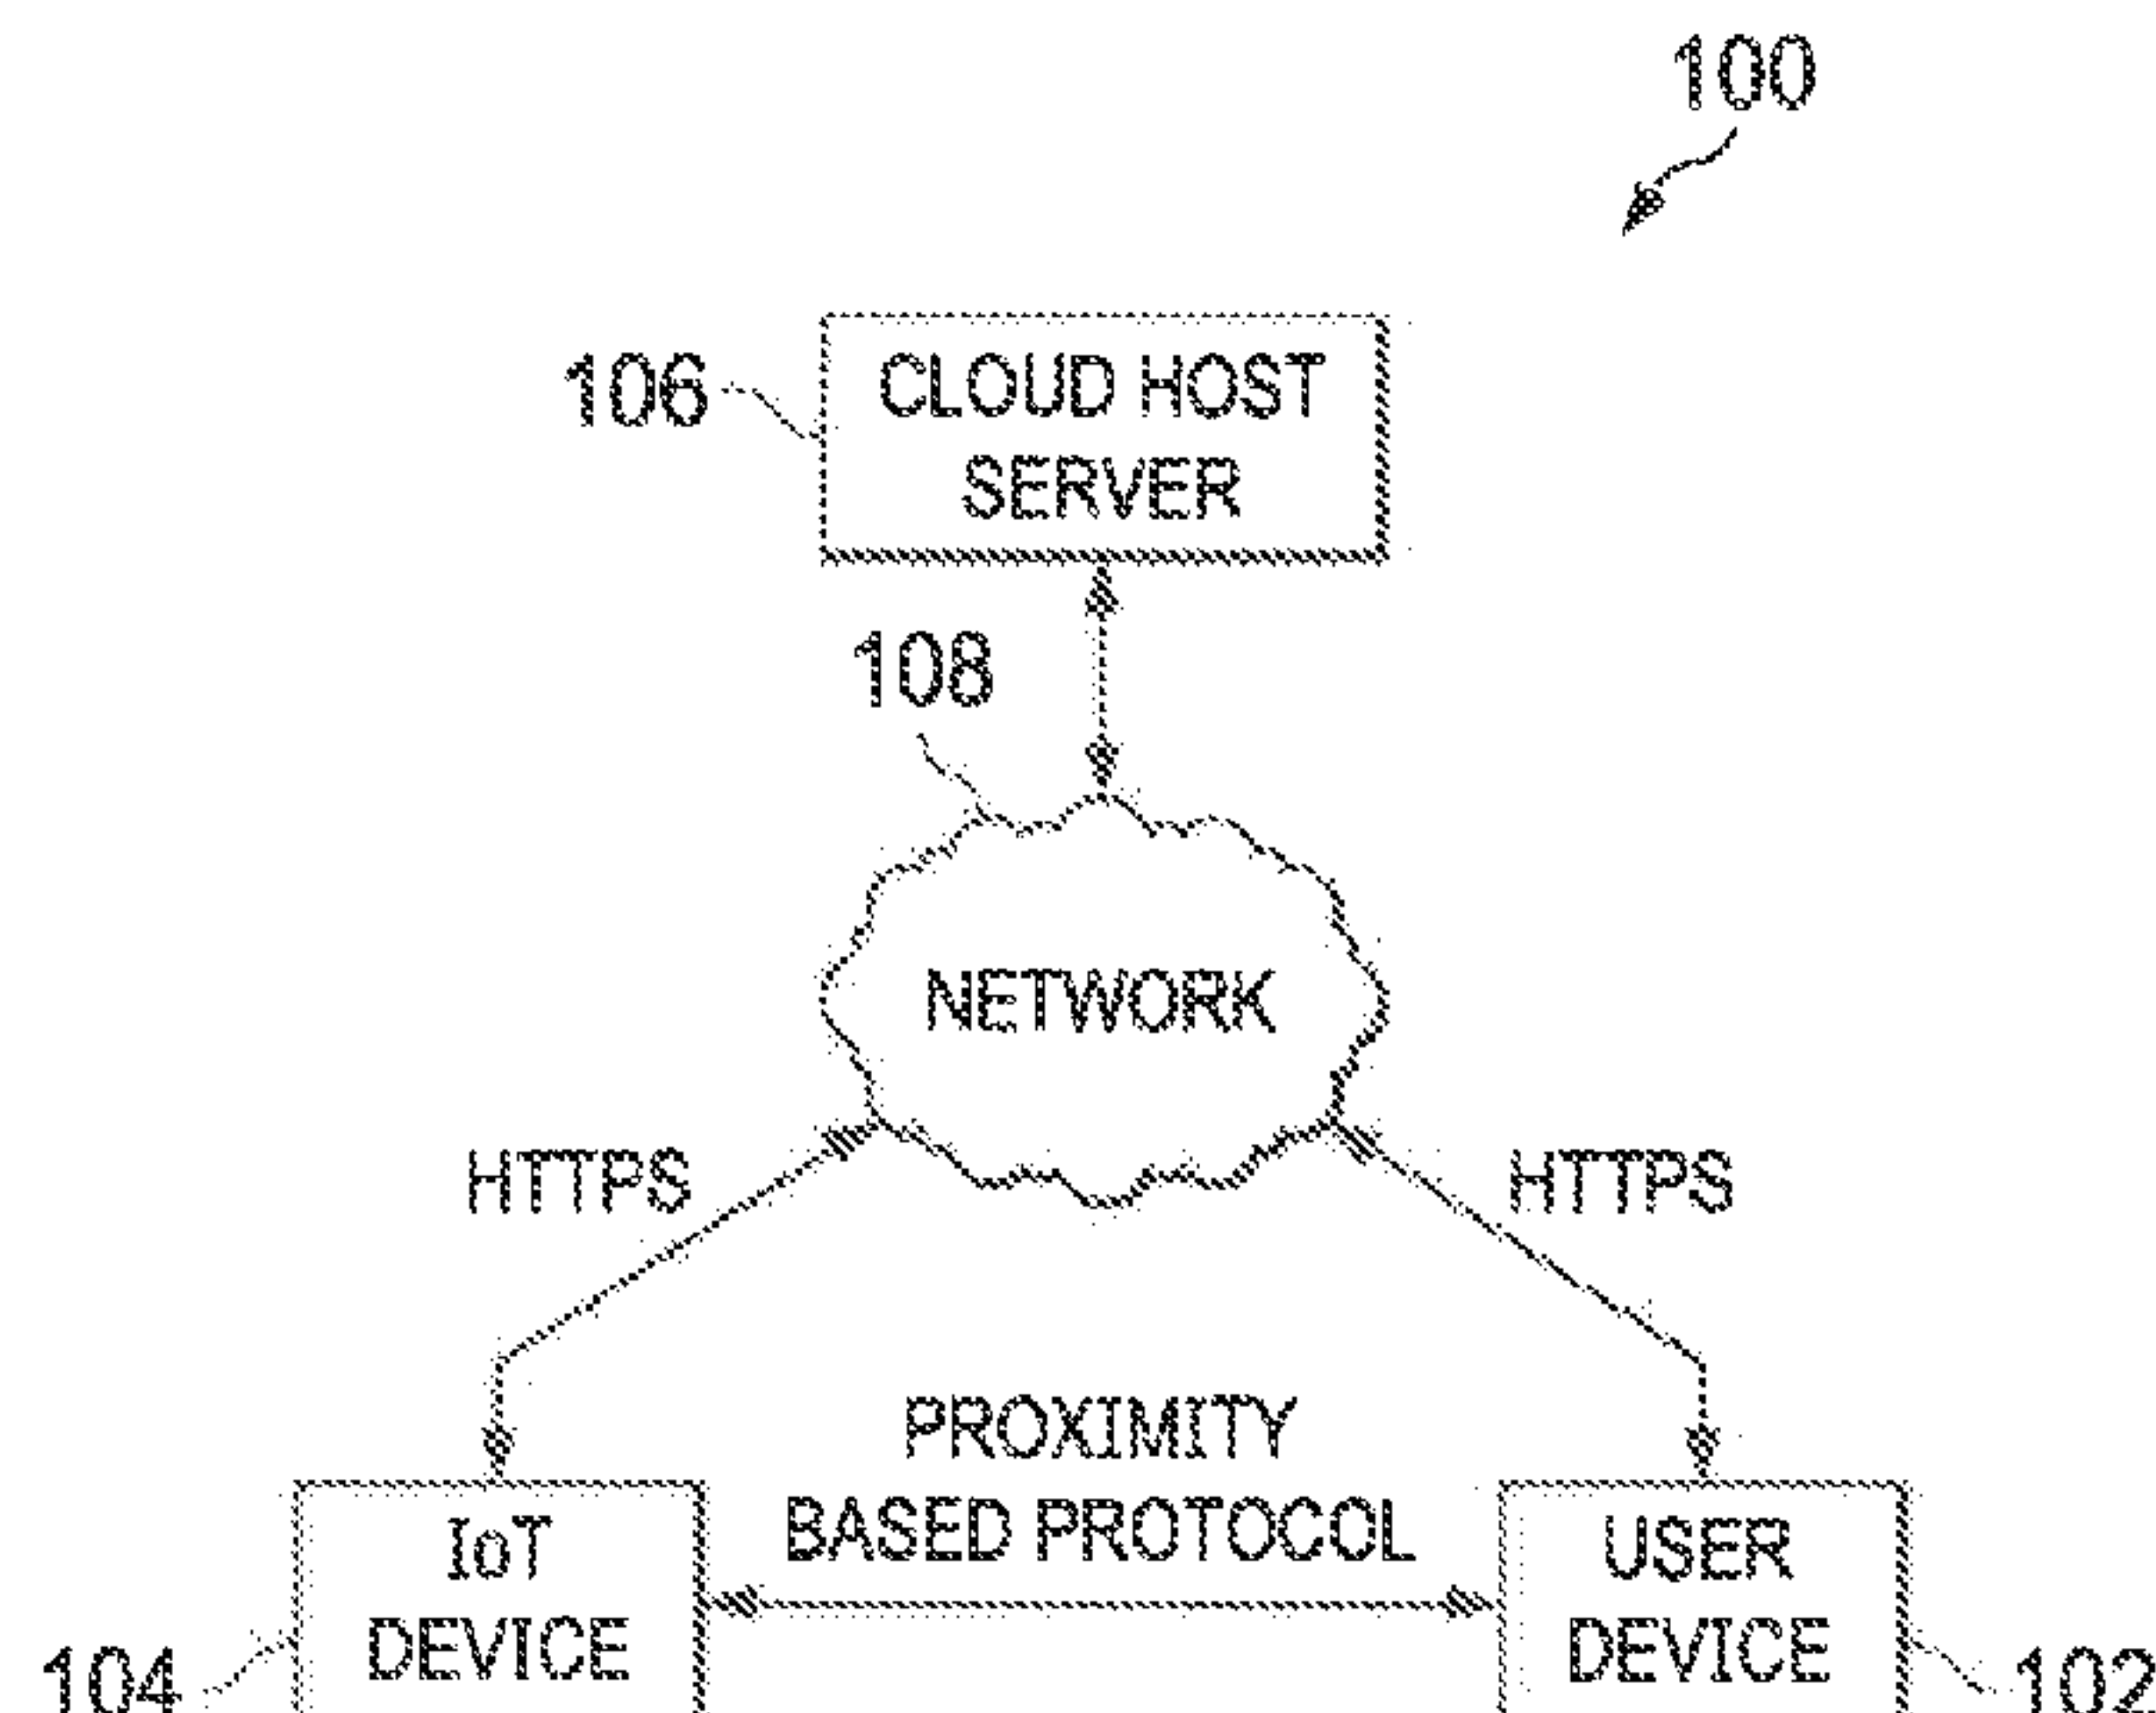 100
106
CLOUD HOST
SERVER
108
NETWORK
HTTPS
HTTPS
PROXIMITY
BASED PROTOCOL
IoT
DEVICE
USER
DEVICE
104
102